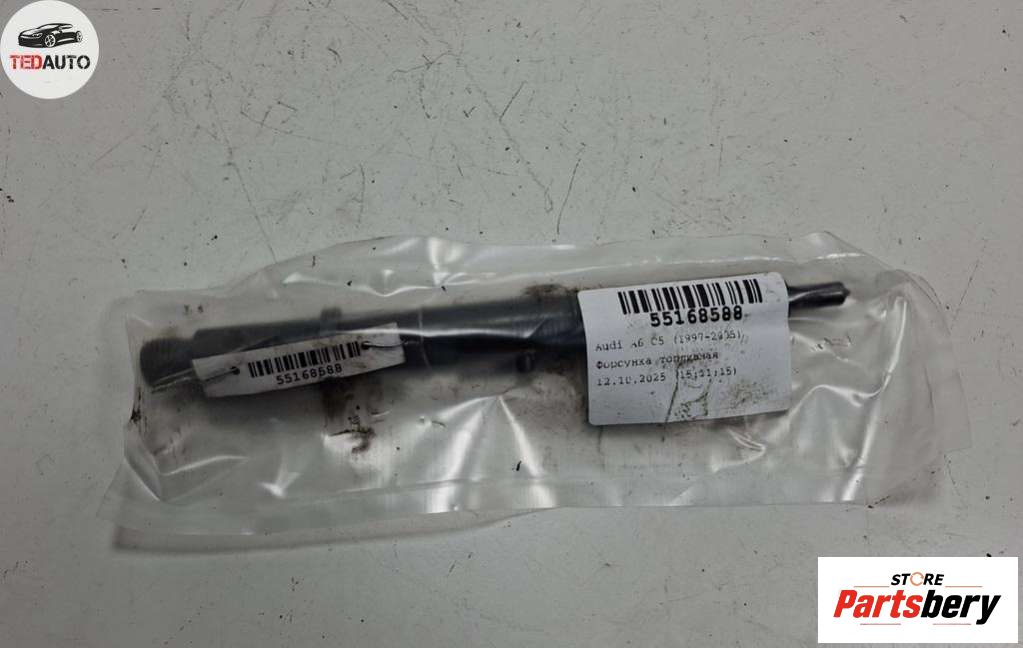 TEDAUTO
55168588
Audi A6 C5 (1997-2005)
Форсунка топливная
12.10.2025 (15:11:15)
55168588
STORE
Partsbery